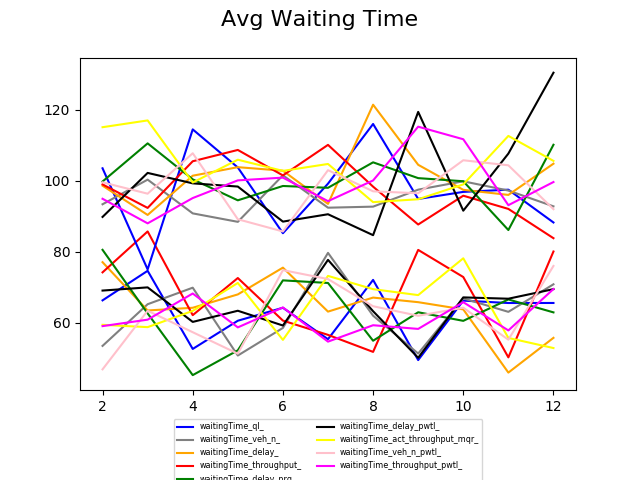 Avg Waiting Time
120
100
80
60
2 4 6 8 10 12
waitingTime_ql_
waitingTime_veh_n_
waitingTime_delay_
waitingTime_throughput_
waitingTime_delay_prq_
waitingTime_delay_pwtl_
waitingTime_act_throughput_mqr_
waitingTime_veh_n_pwtl_
waitingTime_throughput_pwtl_